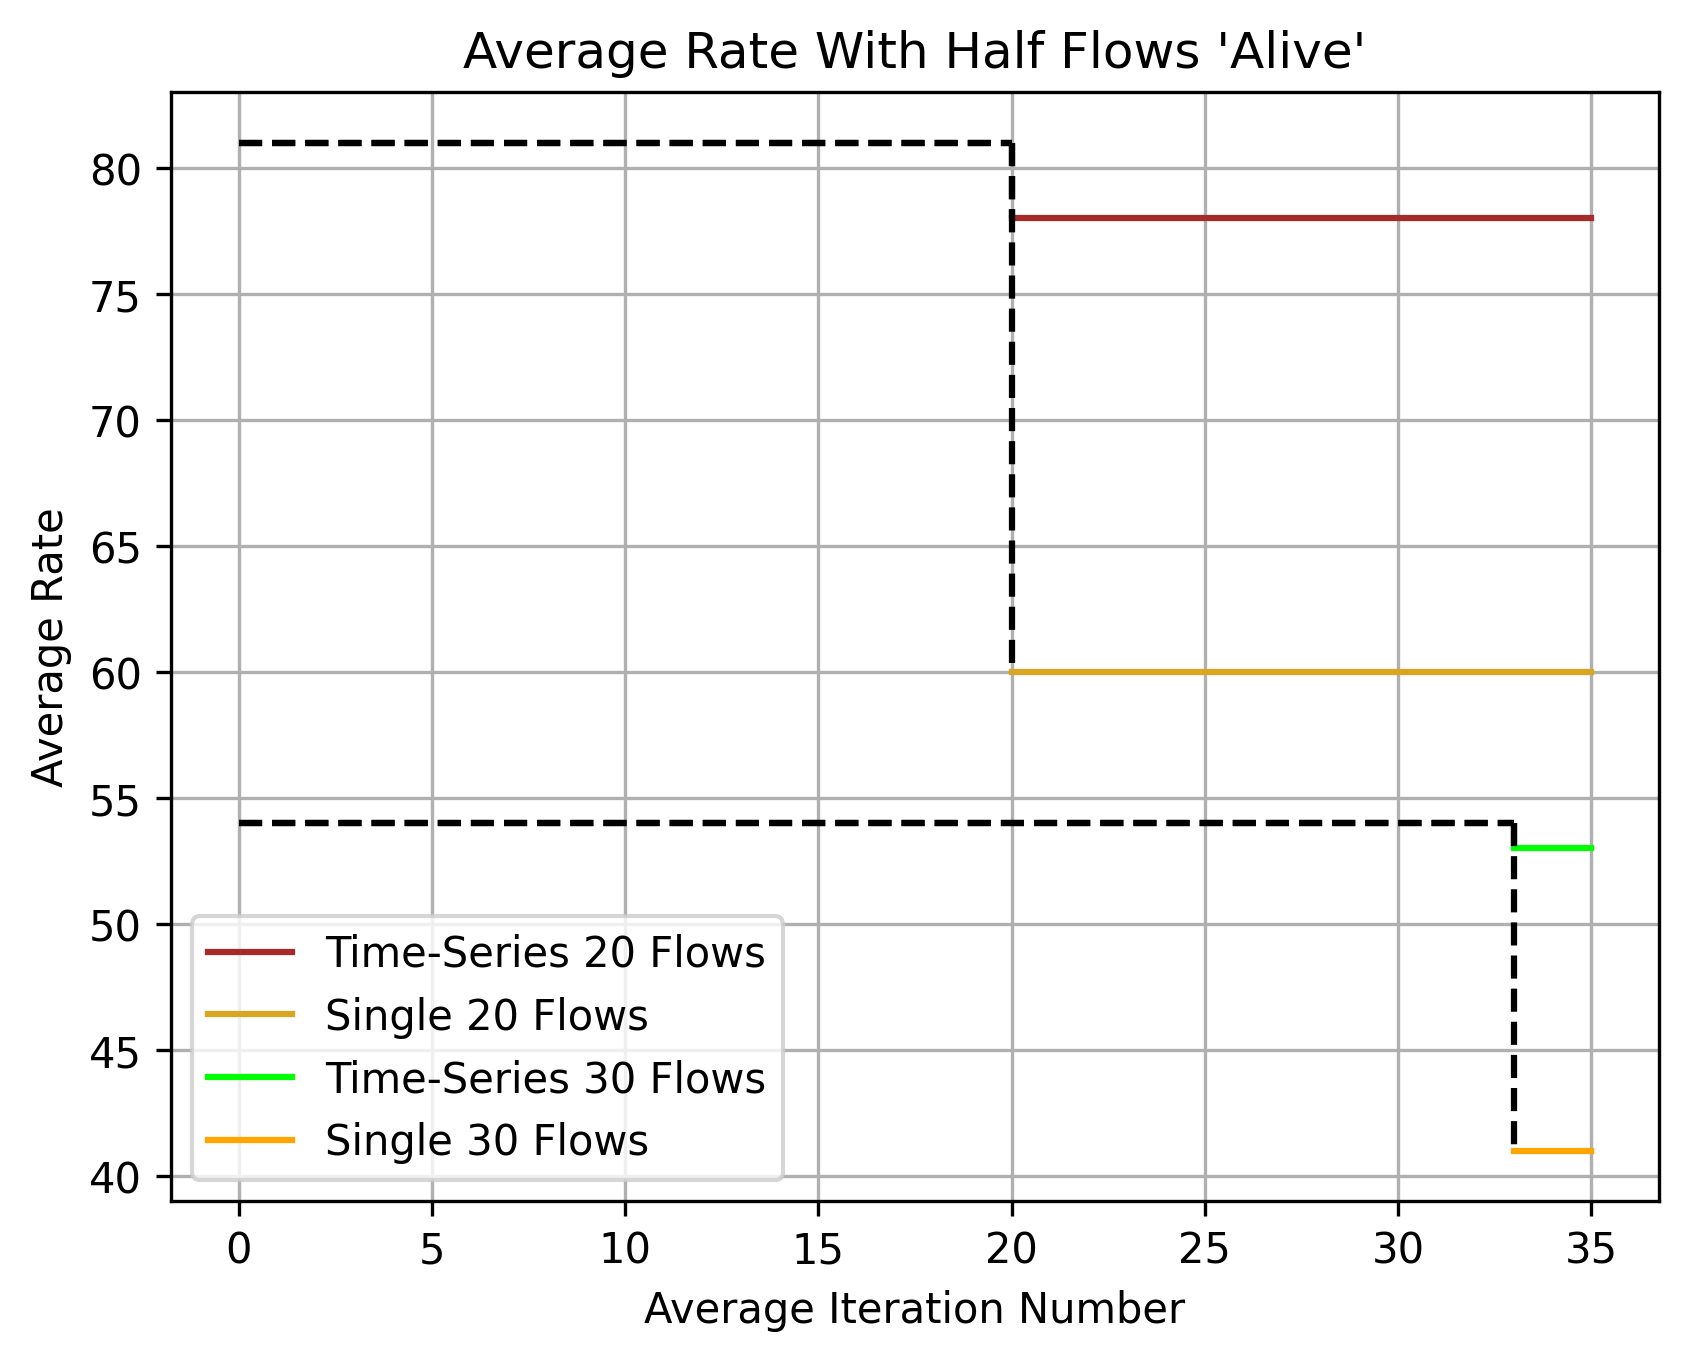 Average Rate With Half Flows 'Alive'
80
75
70
65
60
55
50
45
40
Average Rate
Time-Series 20 Flows
Single 20 Flows
Time-Series 30 Flows
Single 30 Flows
0 5 10 15 20 25 30 35
Average Iteration Number